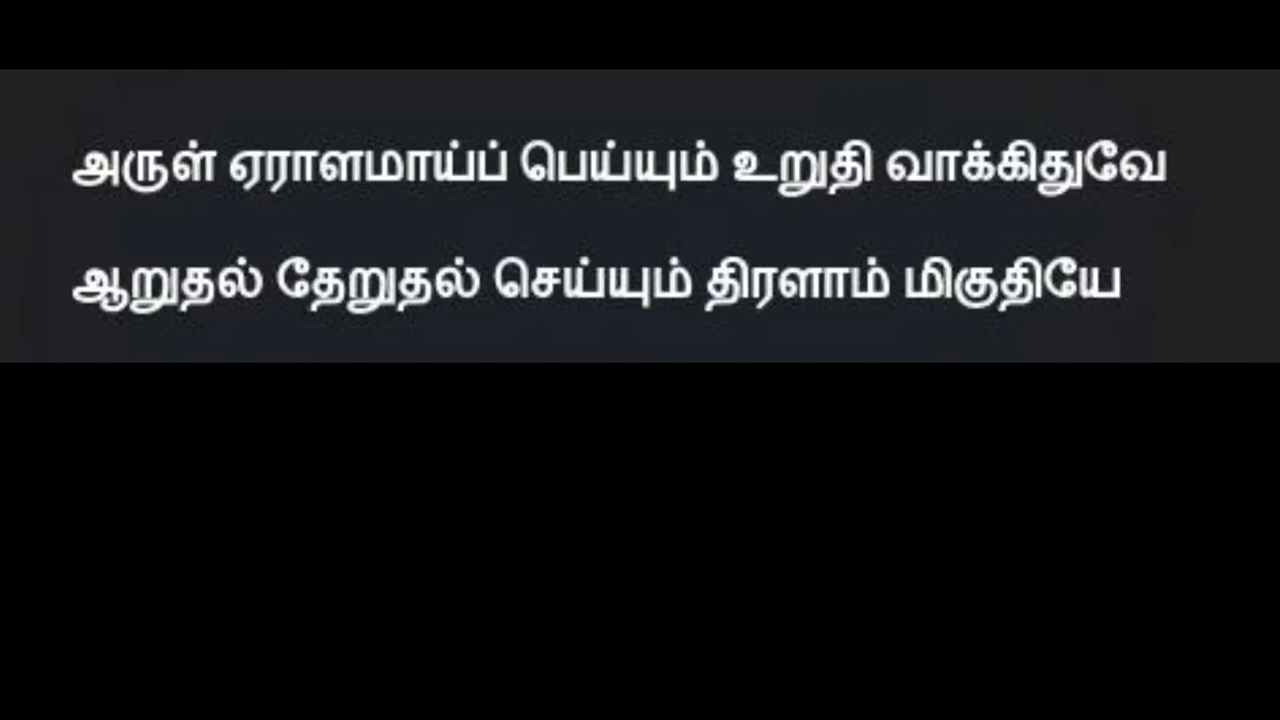 அருள் ஏராளமாய்ப் பெய்யும் உறுதி வாக்கிதுவே
ஆறுதல் தேறுதல் செய்யும் திரளாம் மிகுதியே